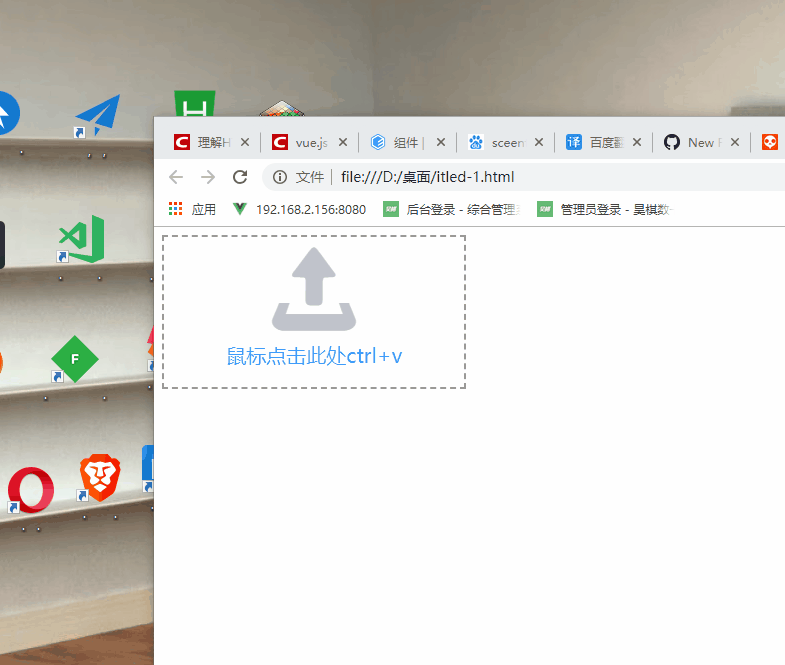 理解H
vue.js
组件 |
sceen
百度翻
New F
文件
file:///D:/桌面/itled-1.html
应用
192.168.2.156:8080
后台登录 - 综合管理
管理员登录 - 昊棋数
鼠标点击此处ctrl+v
F